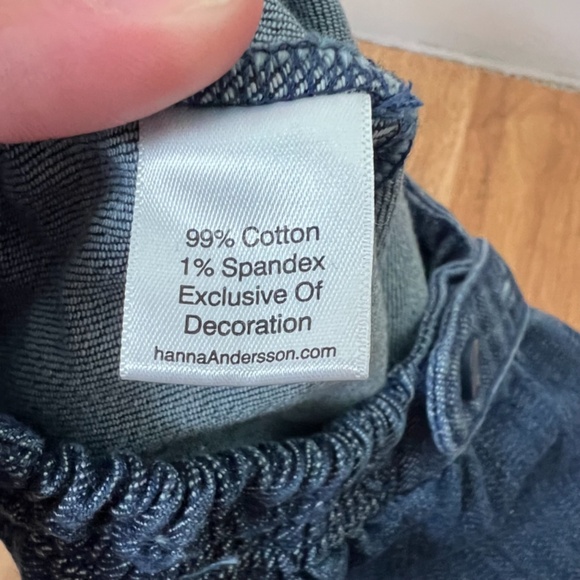 99% Cotton
1% Spandex
Exclusive Of
Decoration
hannaAndersson.com